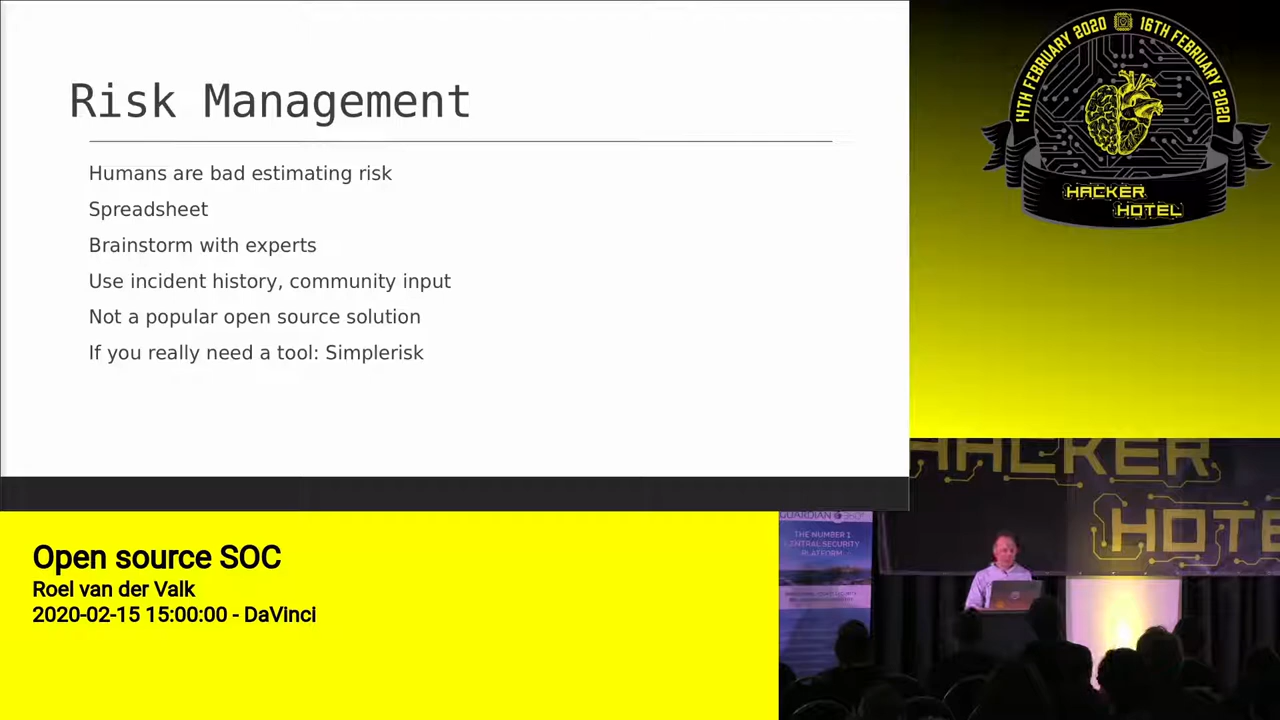 Risk Management
Humans are bad estimating risk
Spreadsheet
Brainstorm with experts
Use incident history, community input
Not a popular open source solution
If you really need a tool: Simplerisk
14TH FEBRUARY 2020 16TH FEBRUARY 2020
HACKER
HOTEL
Open source SOC
Roel van der Valk
2020-02-15 15:00:00 - DaVinci
HACKER
HOTE
GUARDIAN 360°
THE NUMBER 1
CENTRAL SECURITY
PLATFORM